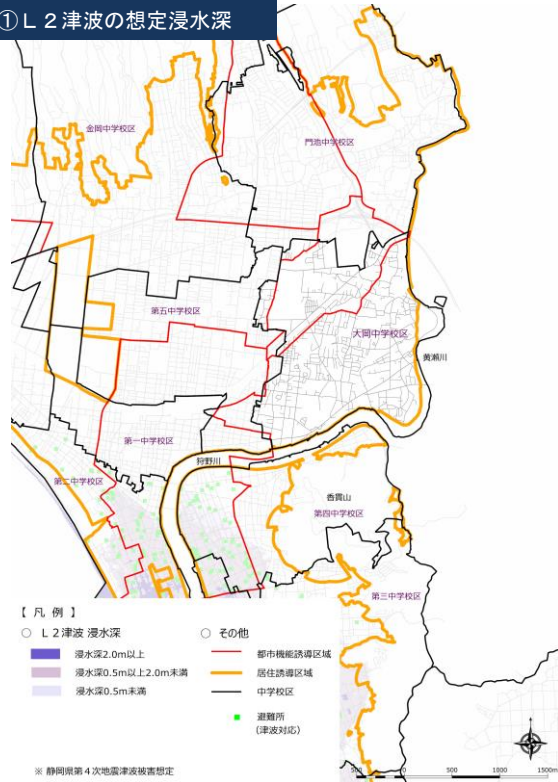 ①Ｌ２津波の想定浸水深
金岡中学校区
門池中学校区
第五中学校区
大岡中学校区
黄瀬川
第一中学校区
狩野川
第二中学校区
香貫山
第四中学校区
第三中学校区
【 凡 例 】
○ Ｌ２津波 浸水深
浸水深2.0m以上
浸水深0.5m以上2.0m未満
浸水深0.5m未満
○ その他
都市機能誘導区域
居住誘導区域
中学校区
避難所
(津波対応)
※ 静岡県第４次地震津波被害想定
500 0 500 1000 1500m